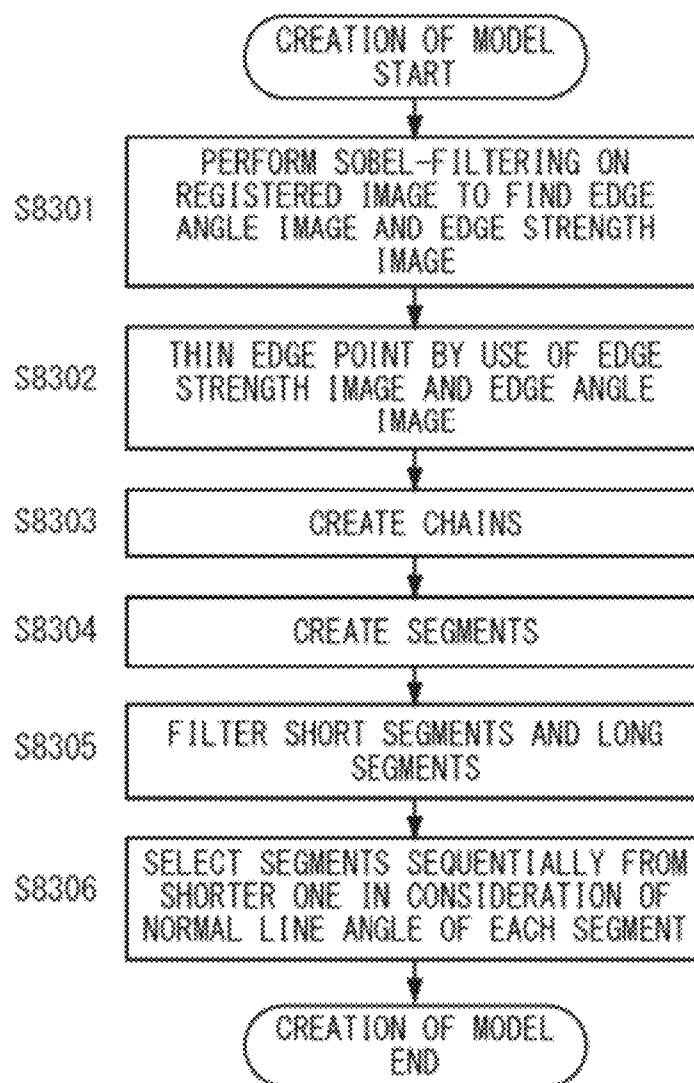 CREATION OF MODEL
START
S8301
PERFORM SOBEL-FILTERING ON
REGISTERED IMAGE TO FIND EDGE
ANGLE IMAGE AND EDGE STRENGTH
IMAGE
S8302
THIN EDGE POINT BY USE OF EDGE
STRENGTH IMAGE AND EDGE ANGLE
IMAGE
S8303
CREATE CHAINS
S8304
CREATE SEGMENTS
S8305
FILTER SHORT SEGMENTS AND LONG
SEGMENTS
S8306
SELECT SEGMENTS SEQUENTIALLY FROM
SHORTER ONE IN CONSIDERATION OF
NORMAL LINE ANGLE OF EACH SEGMENT
CREATION OF MODEL
END